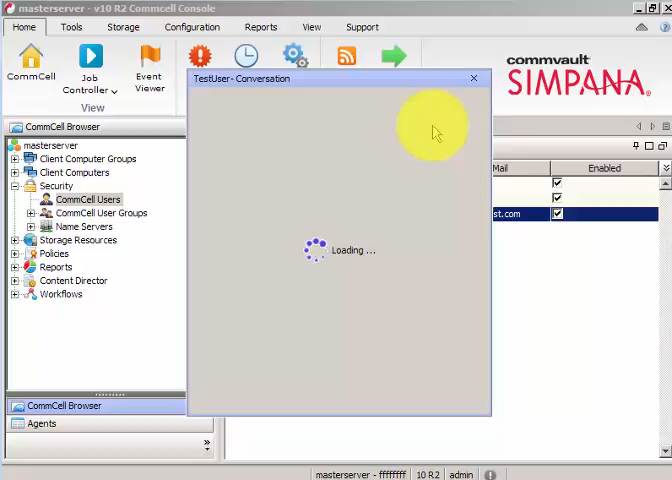 masterserver - v10 R2 Commcell Console
Home Tools Storage Configuration Reports View Support
CommCell
Job Controller
Event Viewer
View
commvault
SIMPANA®
TestUser- Conversation
Loading ...
CommCell Browser
masterserver
Client Computer Groups
Client Computers
Security
CommCell Users
CommCell User Groups
Name Servers
Storage Resources
Policies
Reports
Content Director
Workflows
Mail Enabled
st.com
CommCell Browser
Agents
masterserver - ffffffff 10 R2 admin